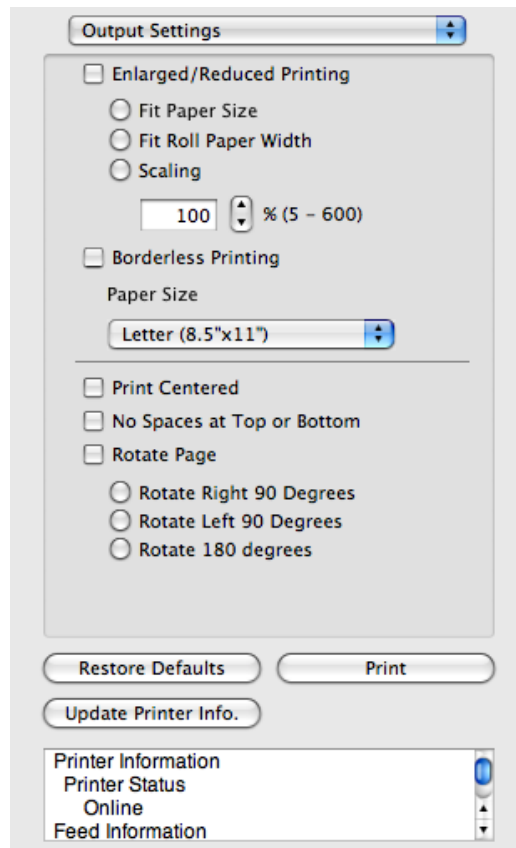 Output Settings
Enlarged/Reduced Printing
Fit Paper Size
Fit Roll Paper Width
Scaling
100 % (5 – 600)
Borderless Printing
Paper Size
Letter (8.5"x11")
Print Centered
No Spaces at Top or Bottom
Rotate Page
Rotate Right 90 Degrees
Rotate Left 90 Degrees
Rotate 180 degrees
Restore Defaults Print
Update Printer Info.
Printer Information
Printer Status
Online
Feed Information